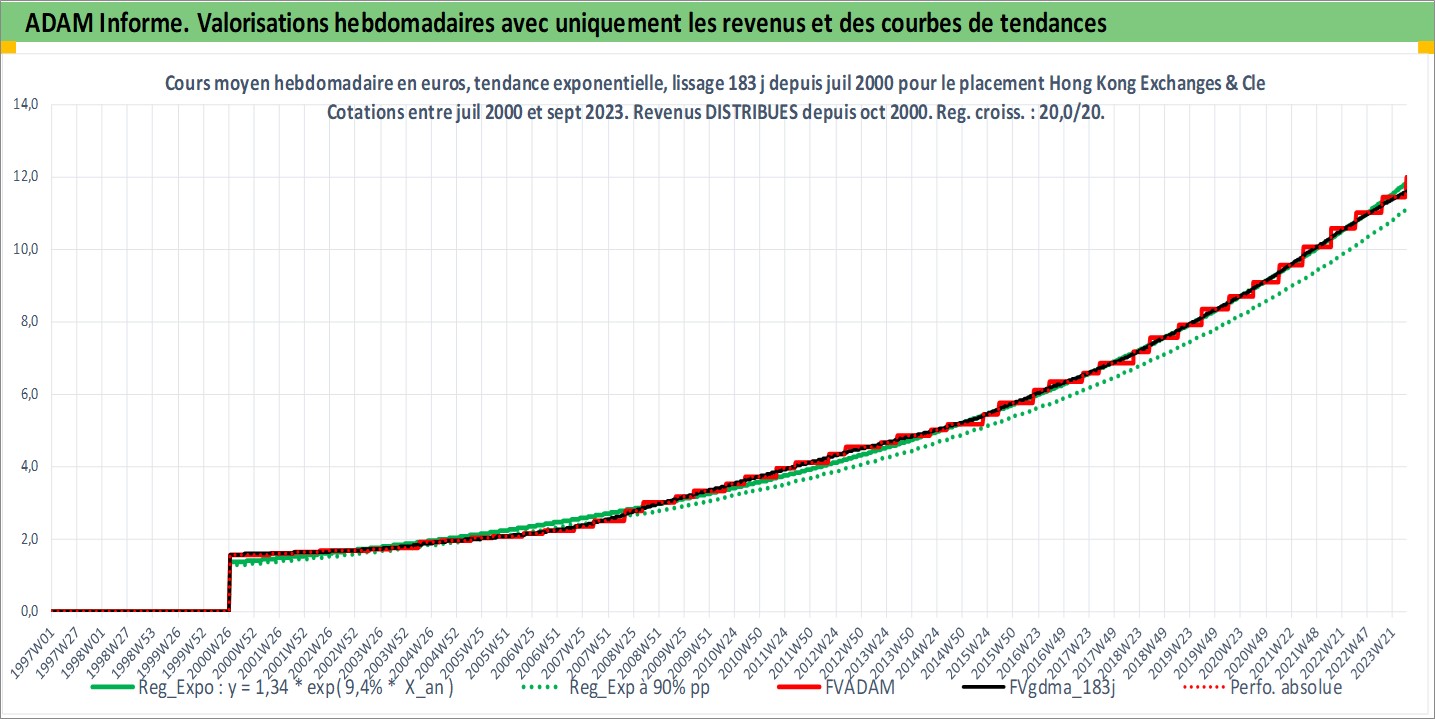 ADAM Informe. Valorisations hebdomadaires avec uniquement les revenus et des courbes de tendances
Cours moyen hebdomadaire en euros, tendance exponentielle, lissage 183 j depuis juil 2000 pour le placement Hong Kong Exchanges & Cle
Cotations entre juil 2000 et sept 2023. Revenus DISTRIBUES depuis oct 2000. Reg. croiss. : 20,0/20.
14,0
12,0
10,0
8,0
6,0
4,0
2,0
0,0
1997W01 1997W27 1998W01 1998W27 1998W53 1999W26 1999W52 2000W26 2000W52 2001W26 2001W52 2002W26 2002W52 2003W26 2003W52 2004W26 2004W52 2005W25 2005W51 2006W25 2006W51 2007W25 2007W51 2008W25 2008W51 2009W25 2009W51 2010W24 2010W50 2011W24 2011W50 2012W24 2012W50 2013W24 2013W50 2014W24 2014W50 2015W24 2015W50 2016W23 2016W49 2017W23 2017W49 2018W23 2018W49 2019W23 2019W49 2020W23 2020W49 2021W22 2021W48 2022W21 2022W47 2023W21
Reg_Expo : y = 1,34 * exp( 9,4% * X_an ) Reg_Exp à 90% pp FVADAM FVgdma_183j Perfo. absolue